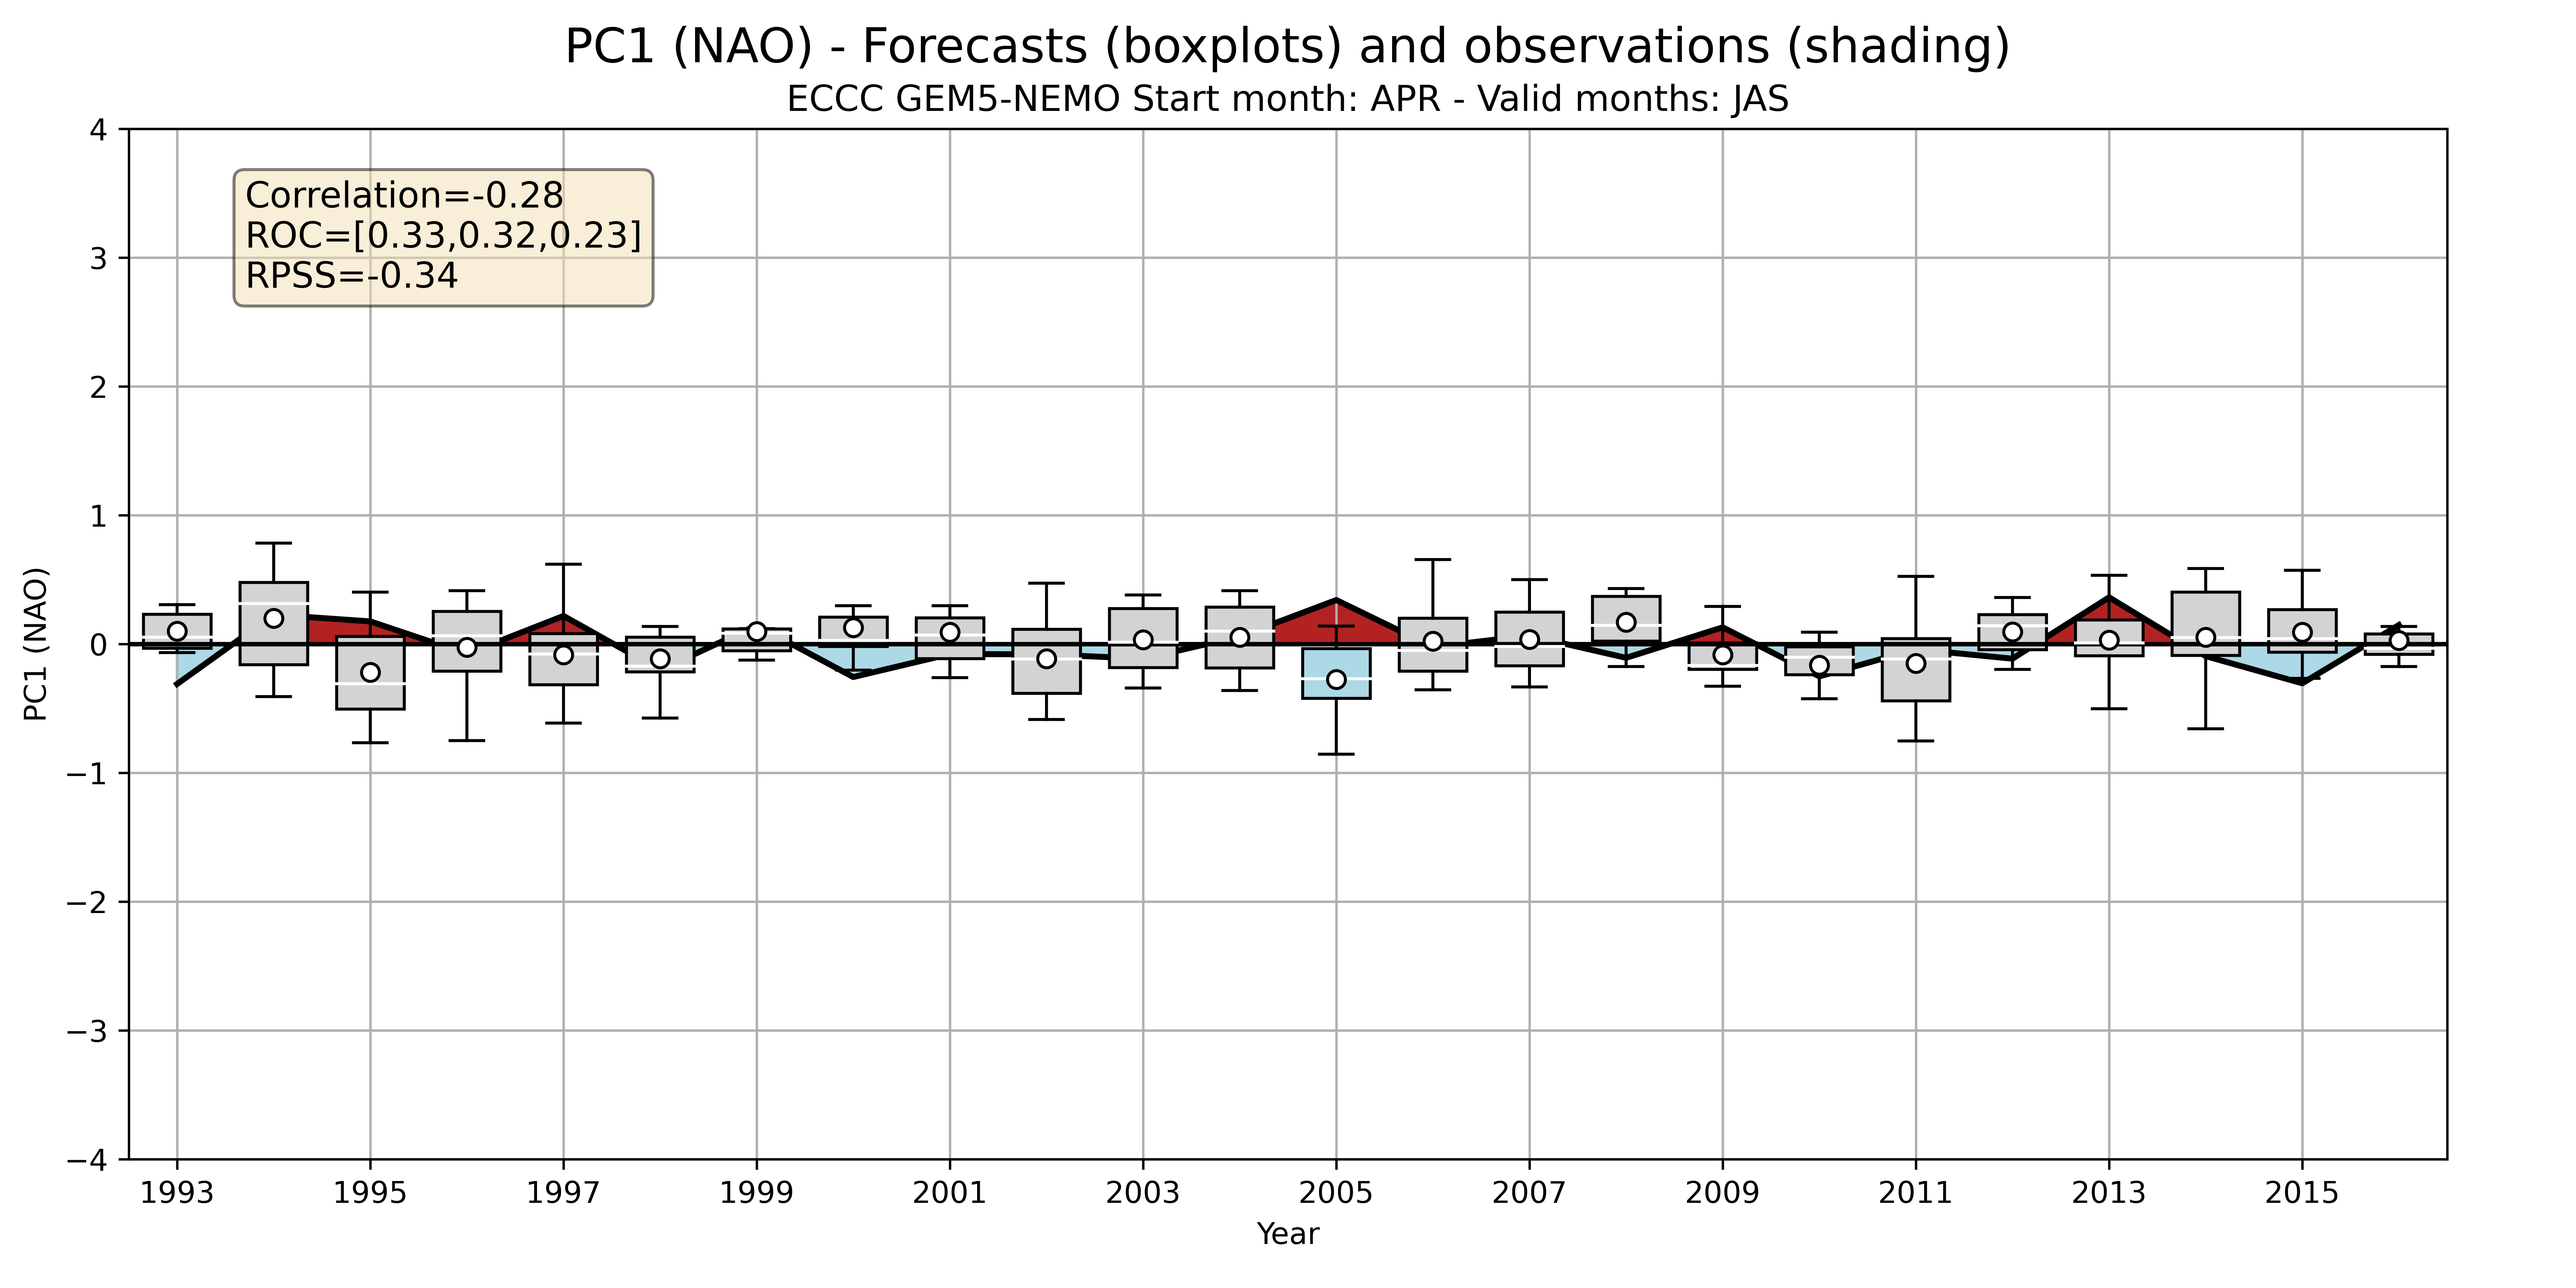 PC1 (NAO) - Forecasts (boxplots) and observations (shading)
ECCC GEM5-NEMO Start month: APR - Valid months: JAS
Correlation=-0.28
ROC=[0.33,0.32,0.23]
RPSS=-0.34
PC1 (NAO)
4
3
2
1
0
−1
−2
−3
−4
1993 1995 1997 1999 2001 2003 2005 2007 2009 2011 2013 2015
Year